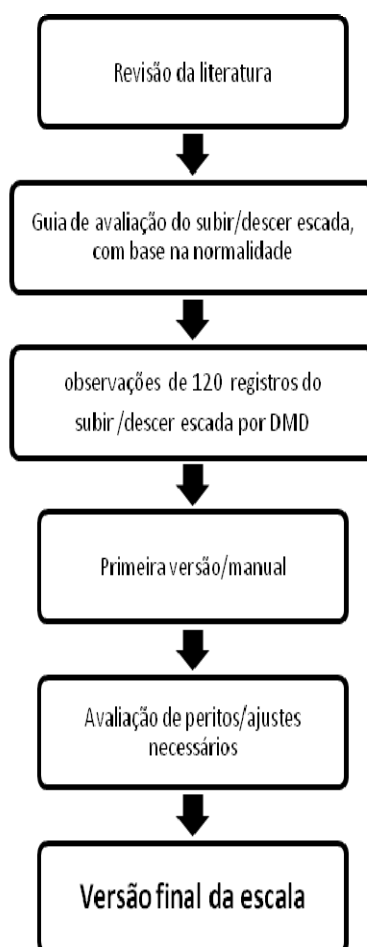 Revisão da literatura
Guia de avaliação do subir/descer escada,
com base na normalidade
observações de 120 registros do
subir/descer escada por DMD
Primeira versão/manual
Avaliação de peritos/ajustes
necessários
Versão final da escala